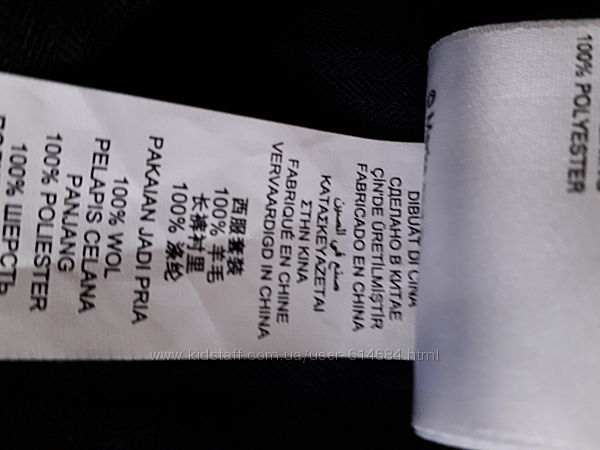 100% POLYESTER
DIBUAT DI CINA
СДЕЛАНО В КИТАЕ
ÇİN'DE ÜRETİLMİŞTİR
FABRICADO EN CHINA
صنع في الصين
ΚΑΤΑΣΚΕΥΑΖΕΤΑΙ
ΣΤΗΝ ΚΙΝΑ
FABRIQUÉ EN CHINE
VERVAARDIGD IN CHINA
西服套装
100% 羊毛
长裤衬里
100% 涤纶
PAKAIAN JADI PRIA
100% WOL
PELAPIS CELANA
PANJANG
100% POLIESTER
100% ШЕРСТЬ
www.kidstaff.com.ua/user-614684.html